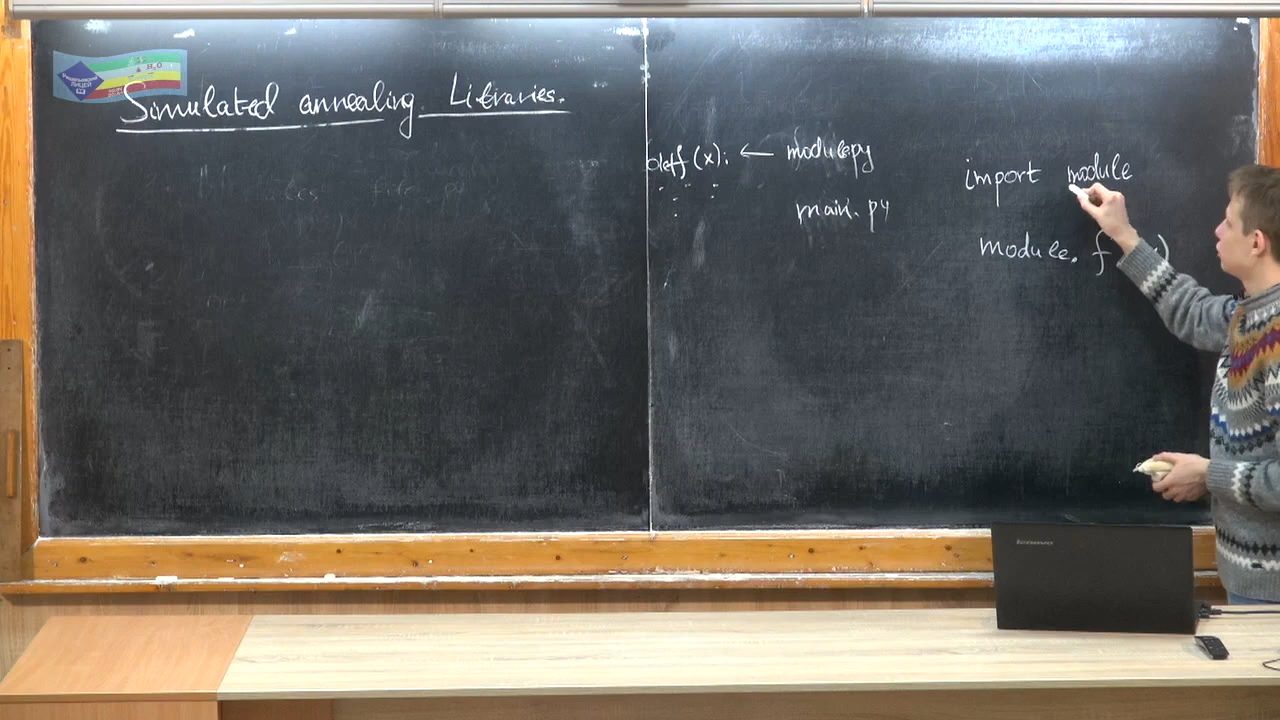 Simulated annealing. Libraries.
def f(x): ← module.py
main.py
import module
module. f